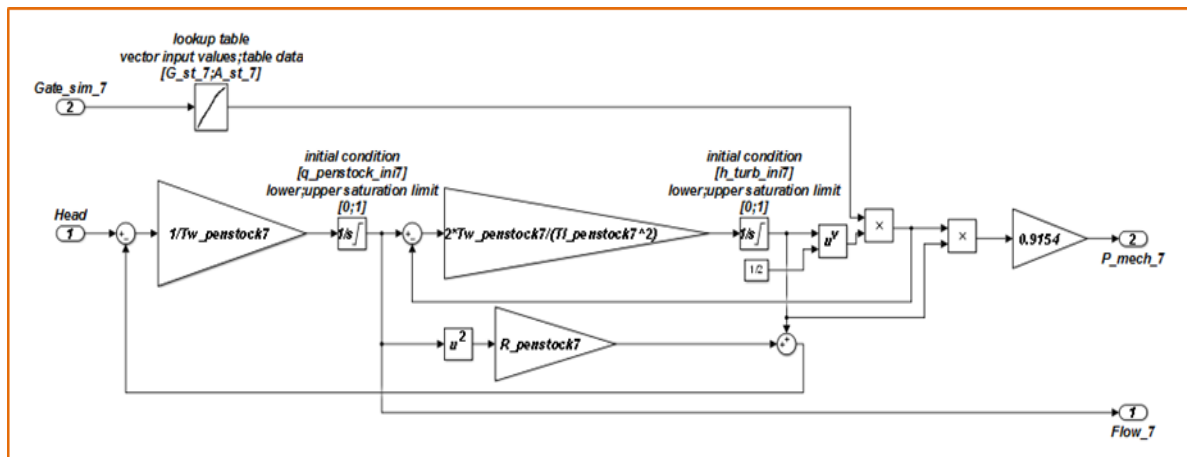 lookup table
vector input values;table data
[G_st_7;A_st_7]
Gate_sim_7
2
initial condition
[q_penstock_ini7]
lower;upper saturation limit
[0;1]
initial condition
[h_turb_ini7]
lower;upper saturation limit
[0;1]
Head
1
+
-
1/Tw_penstock7
1/s
+
-
2*Tw_penstock7/(Ti_penstock7^2)
1/s
u^v
×
×
0.9154
2
P_mech_7
1/2
u^2
R_penstock7
+
+
1
Flow_7